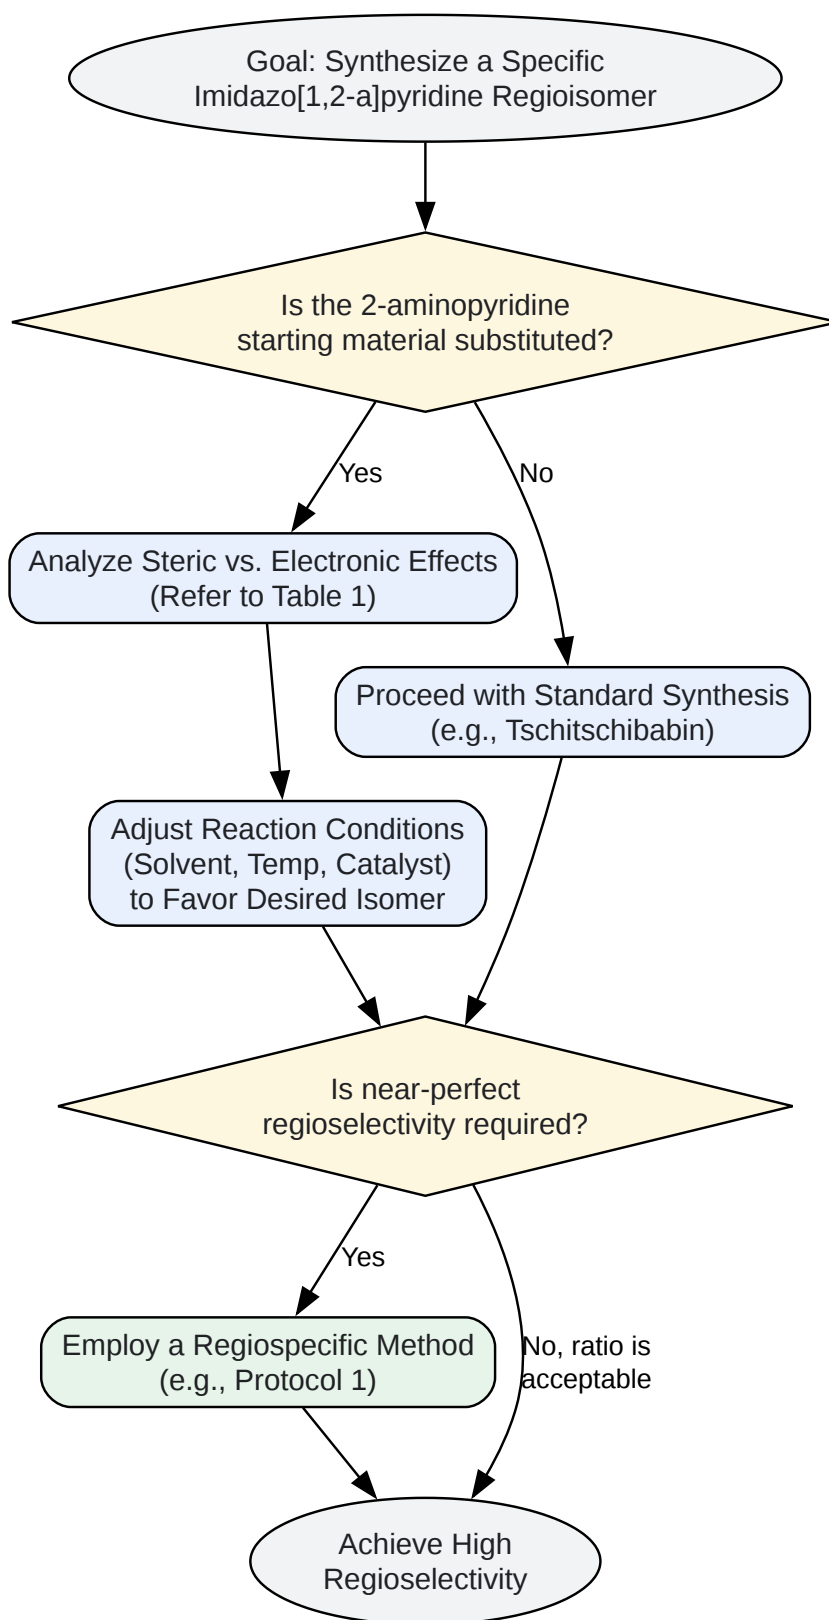 Goal: Synthesize a Specific
Imidazo[1,2-a]pyridine Regioisomer
Is the 2-aminopyridine
starting material substituted?
Yes
No
Analyze Steric vs. Electronic Effects
(Refer to Table 1)
Proceed with Standard Synthesis
(e.g., Tschitschibabin)
Adjust Reaction Conditions
(Solvent, Temp, Catalyst)
to Favor Desired Isomer
Is near-perfect
regioselectivity required?
Yes
No, ratio is
acceptable
Employ a Regiospecific Method
(e.g., Protocol 1)
Achieve High
Regioselectivity